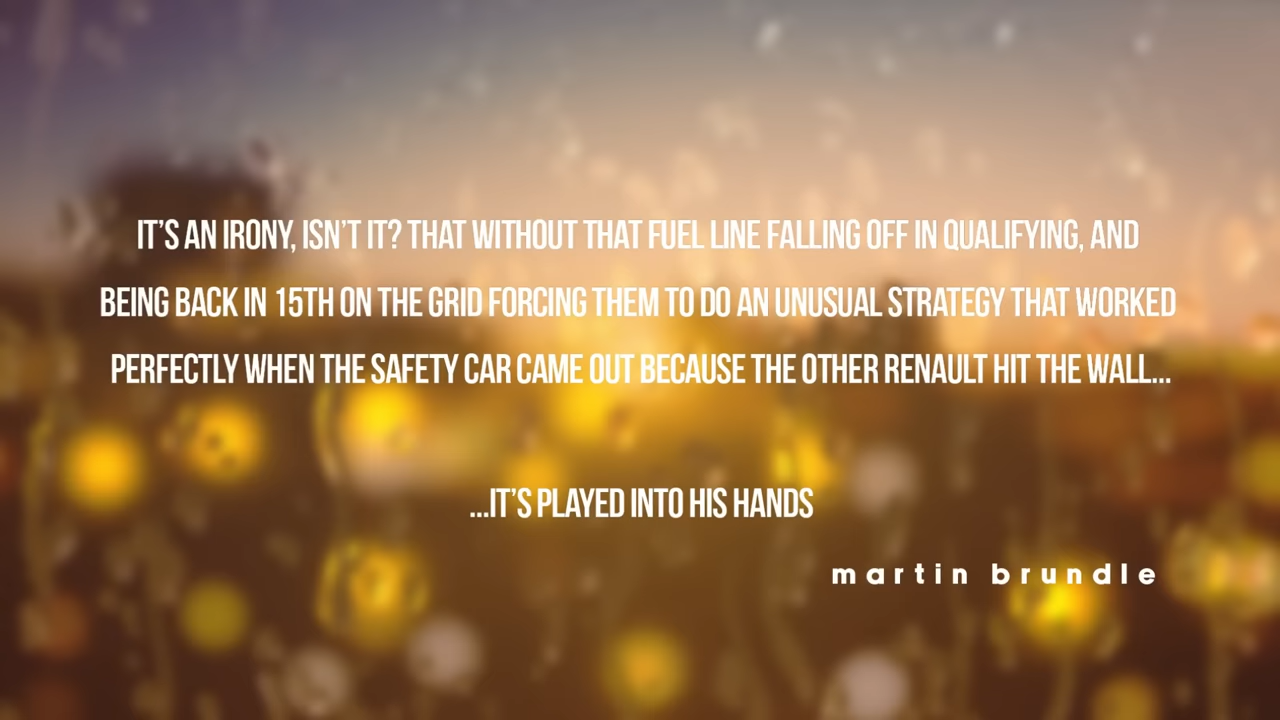 IT’S AN IRONY, ISN’T IT? THAT WITHOUT THAT FUEL LINE FALLING OFF IN QUALIFYING, AND
BEING BACK IN 15TH ON THE GRID FORCING THEM TO DO AN UNUSUAL STRATEGY THAT WORKED
PERFECTLY WHEN THE SAFETY CAR CAME OUT BECAUSE THE OTHER RENAULT HIT THE WALL...
...IT’S PLAYED INTO HIS HANDS
martin brundle